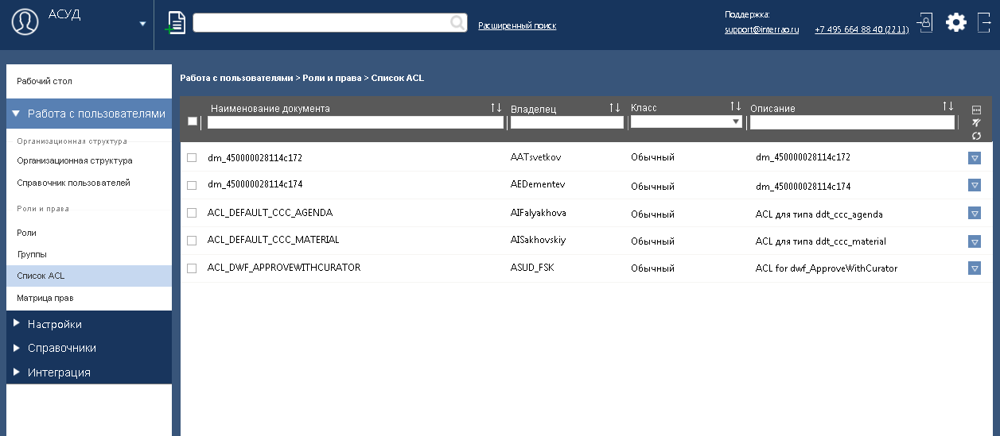 АСУД
Расширенный поиск
Поддержка:
support@interrao.ru +7 495 664 88 40 (2211)
Рабочий стол
Работа с пользователями
Организационная структура
Организационная структура
Справочник пользователей
Роли и права
Роли
Группы
Список ACL
Матрица прав
Настройки
Справочники
Интеграция
Работа с пользователями > Роли и права > Список ACL
Наименование документа Владелец Класс Описание
dm_450000028114c172 AATsvetkov Обычный dm_450000028114c172
dm_450000028114c174 AEDementev Обычный dm_450000028114c174
ACL_DEFAULT_CCC_AGENDA AIFalyakhova Обычный ACL для типа ddt_ccc_agenda
ACL_DEFAULT_CCC_MATERIAL AISakhovskiy Обычный ACL для типа ddt_ccc_material
ACL_DWF_APPROVEWITHCURATOR ASUD_FSK Обычный ACL for dwf_ApproveWithCurator